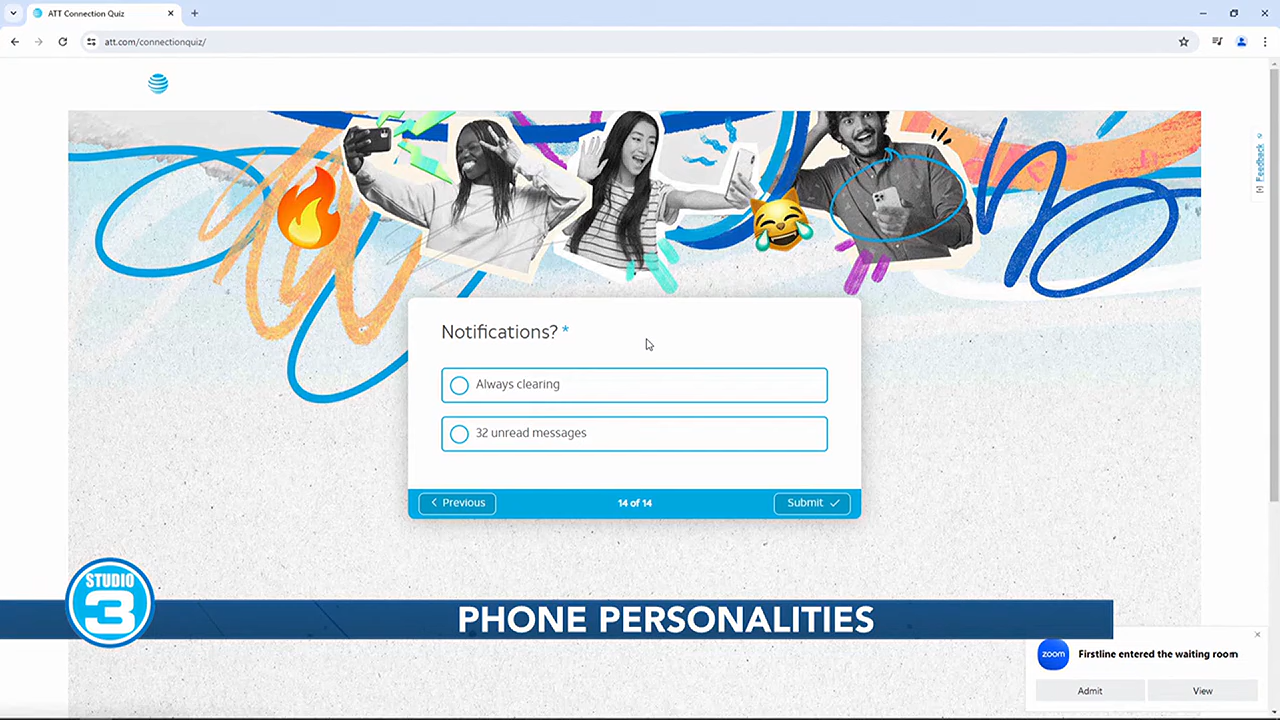 ATT Connection Quiz
att.com/connectionquiz/
[+] Feedback
Notifications? *
Always clearing
32 unread messages
Previous
14 of 14
Submit
STUDIO
3
PHONE PERSONALITIES
zoom
Firstline entered the waiting room
Admit
View